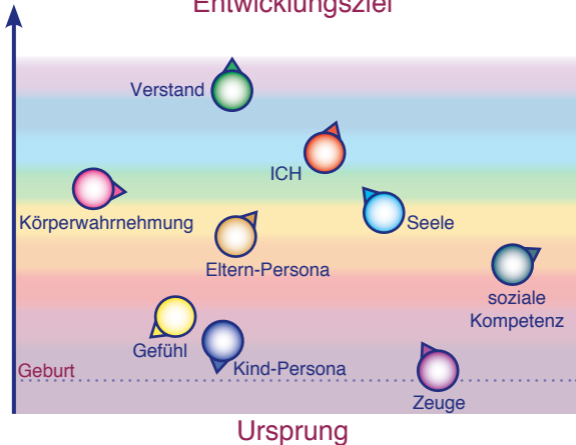 Entwicklungsziel
Verstand
ICH
Körperwahrnehmung
Seele
Eltern-Persona
soziale
Kompetenz
Gefühl
Kind-Persona
Geburt
Zeuge
Ursprung